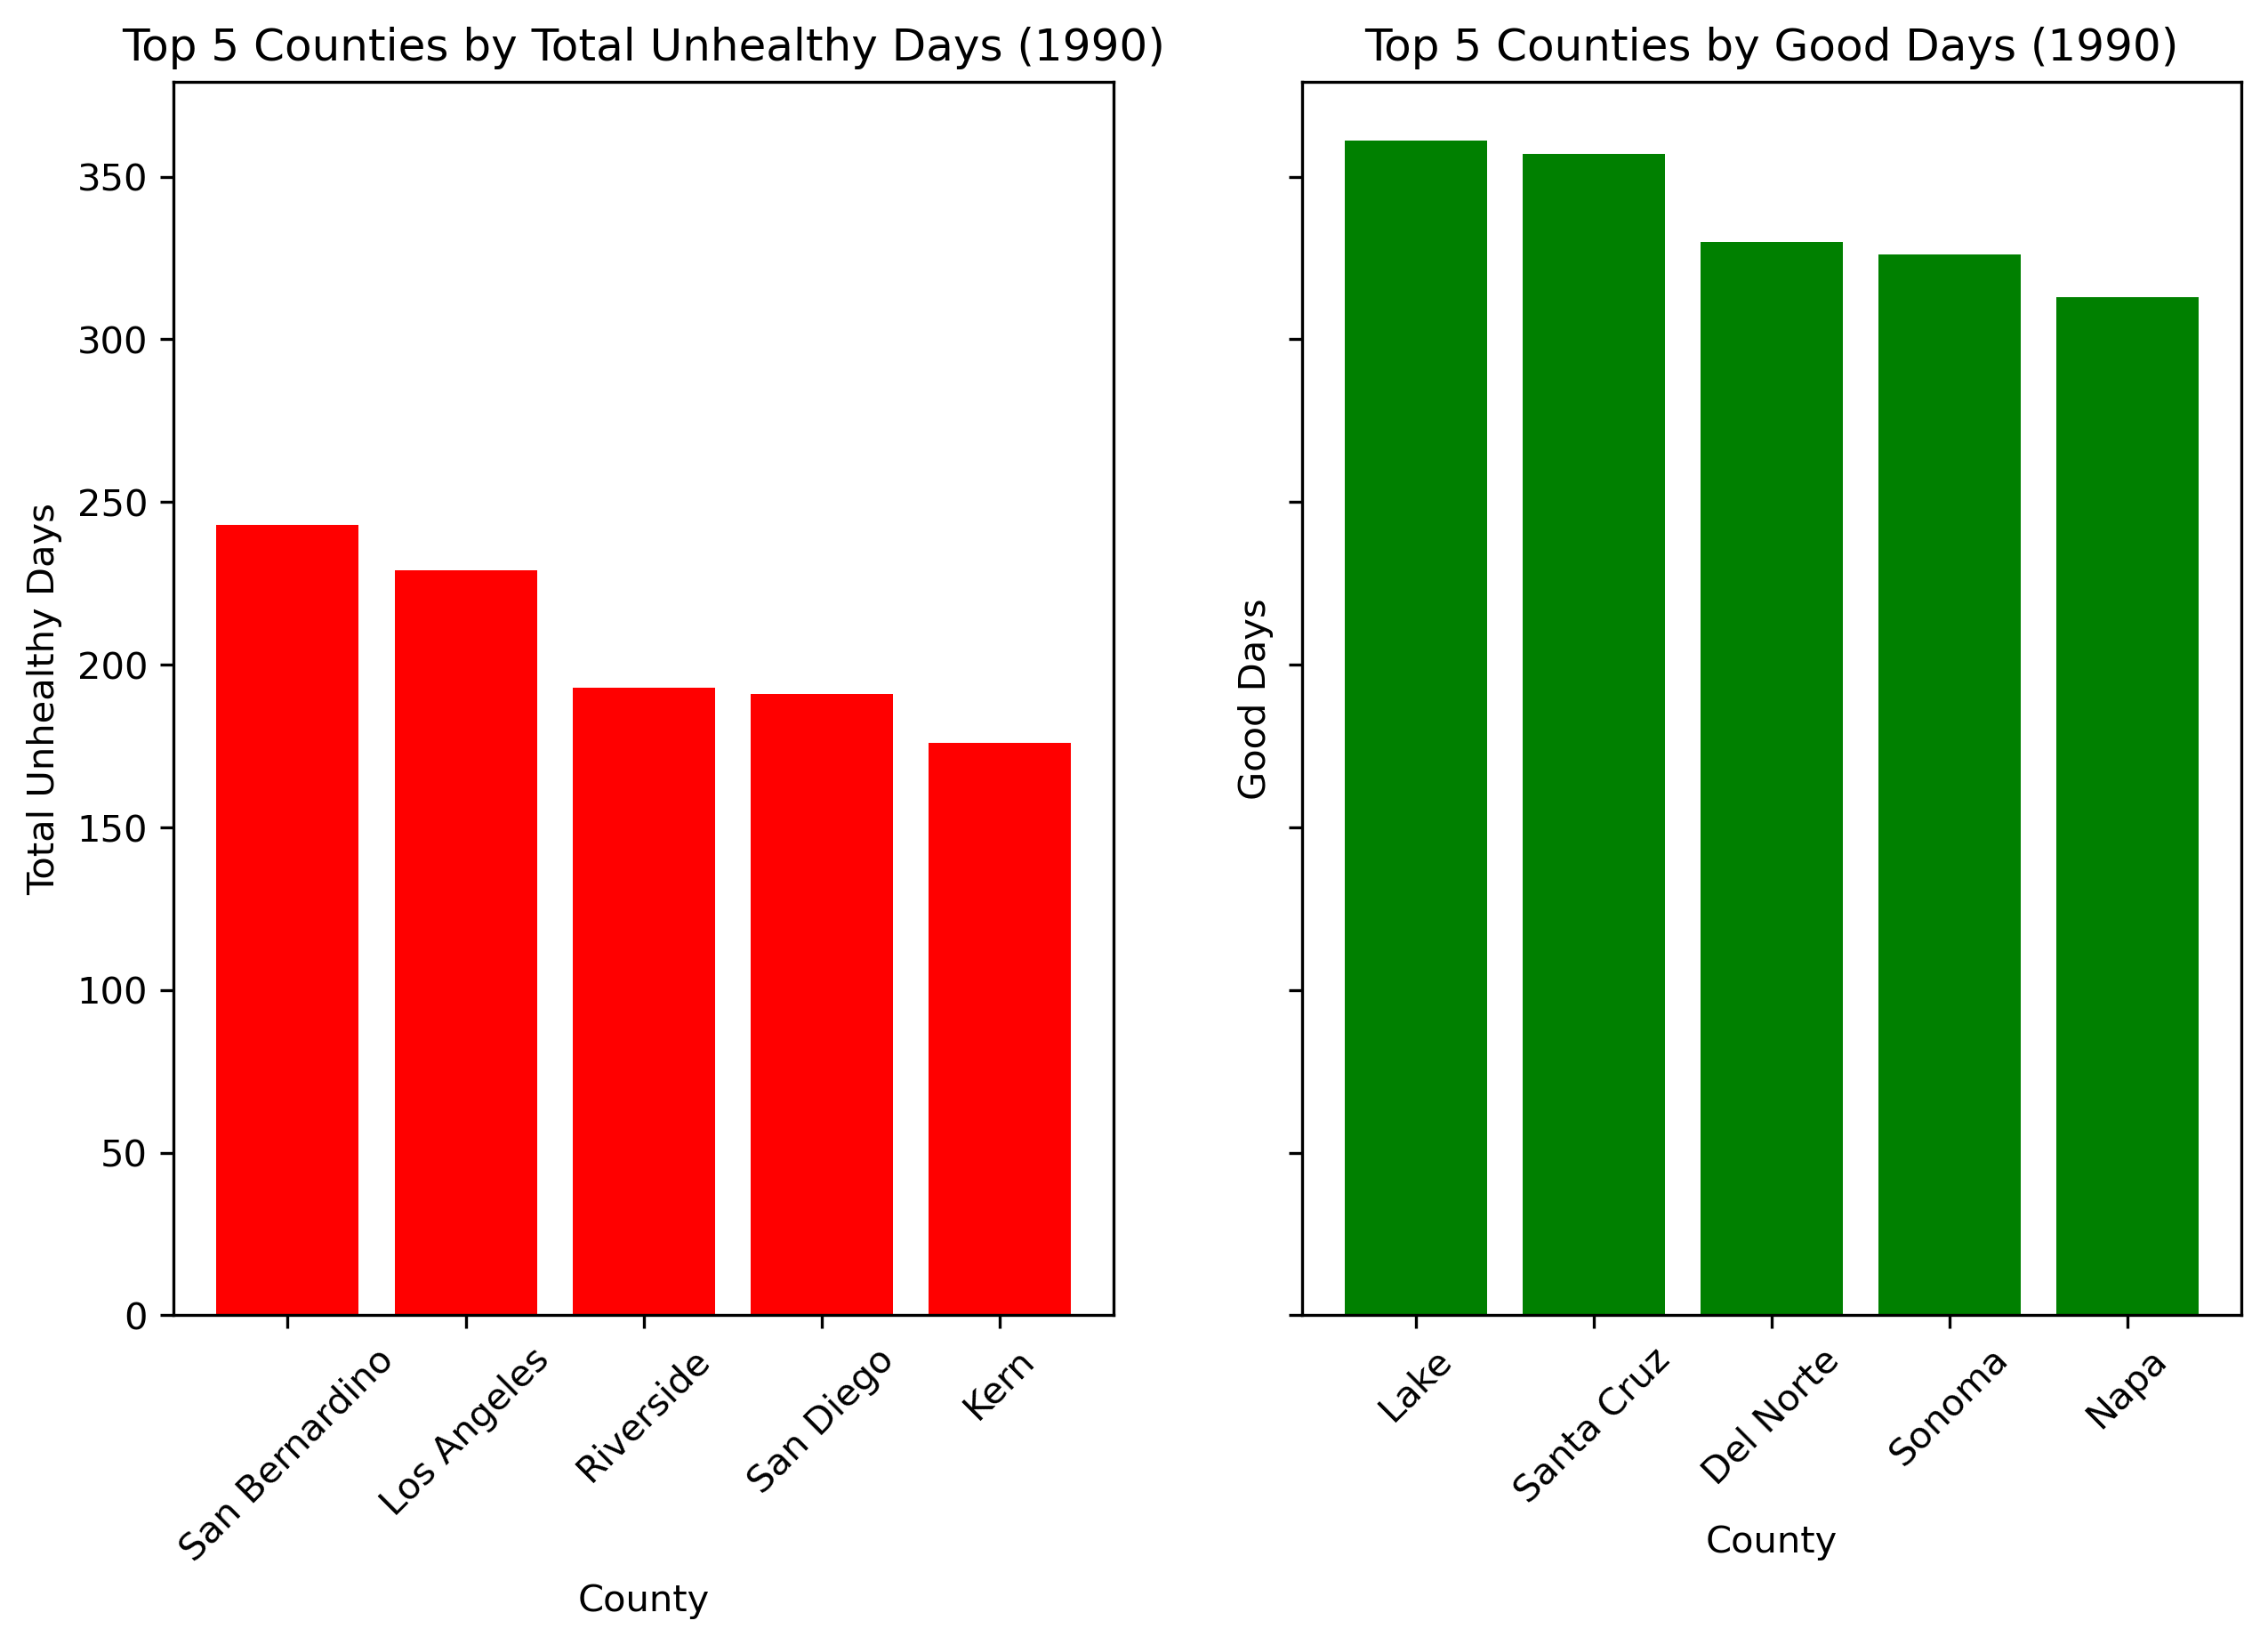 Top 5 Counties by Total Unhealthy Days (1990)
Total Unhealthy Days
350
300
250
200
150
100
50
0
San Bernardino
Los Angeles
Riverside
San Diego
Kern
County
Top 5 Counties by Good Days (1990)
Good Days
Lake
Santa Cruz
Del Norte
Sonoma
Napa
County